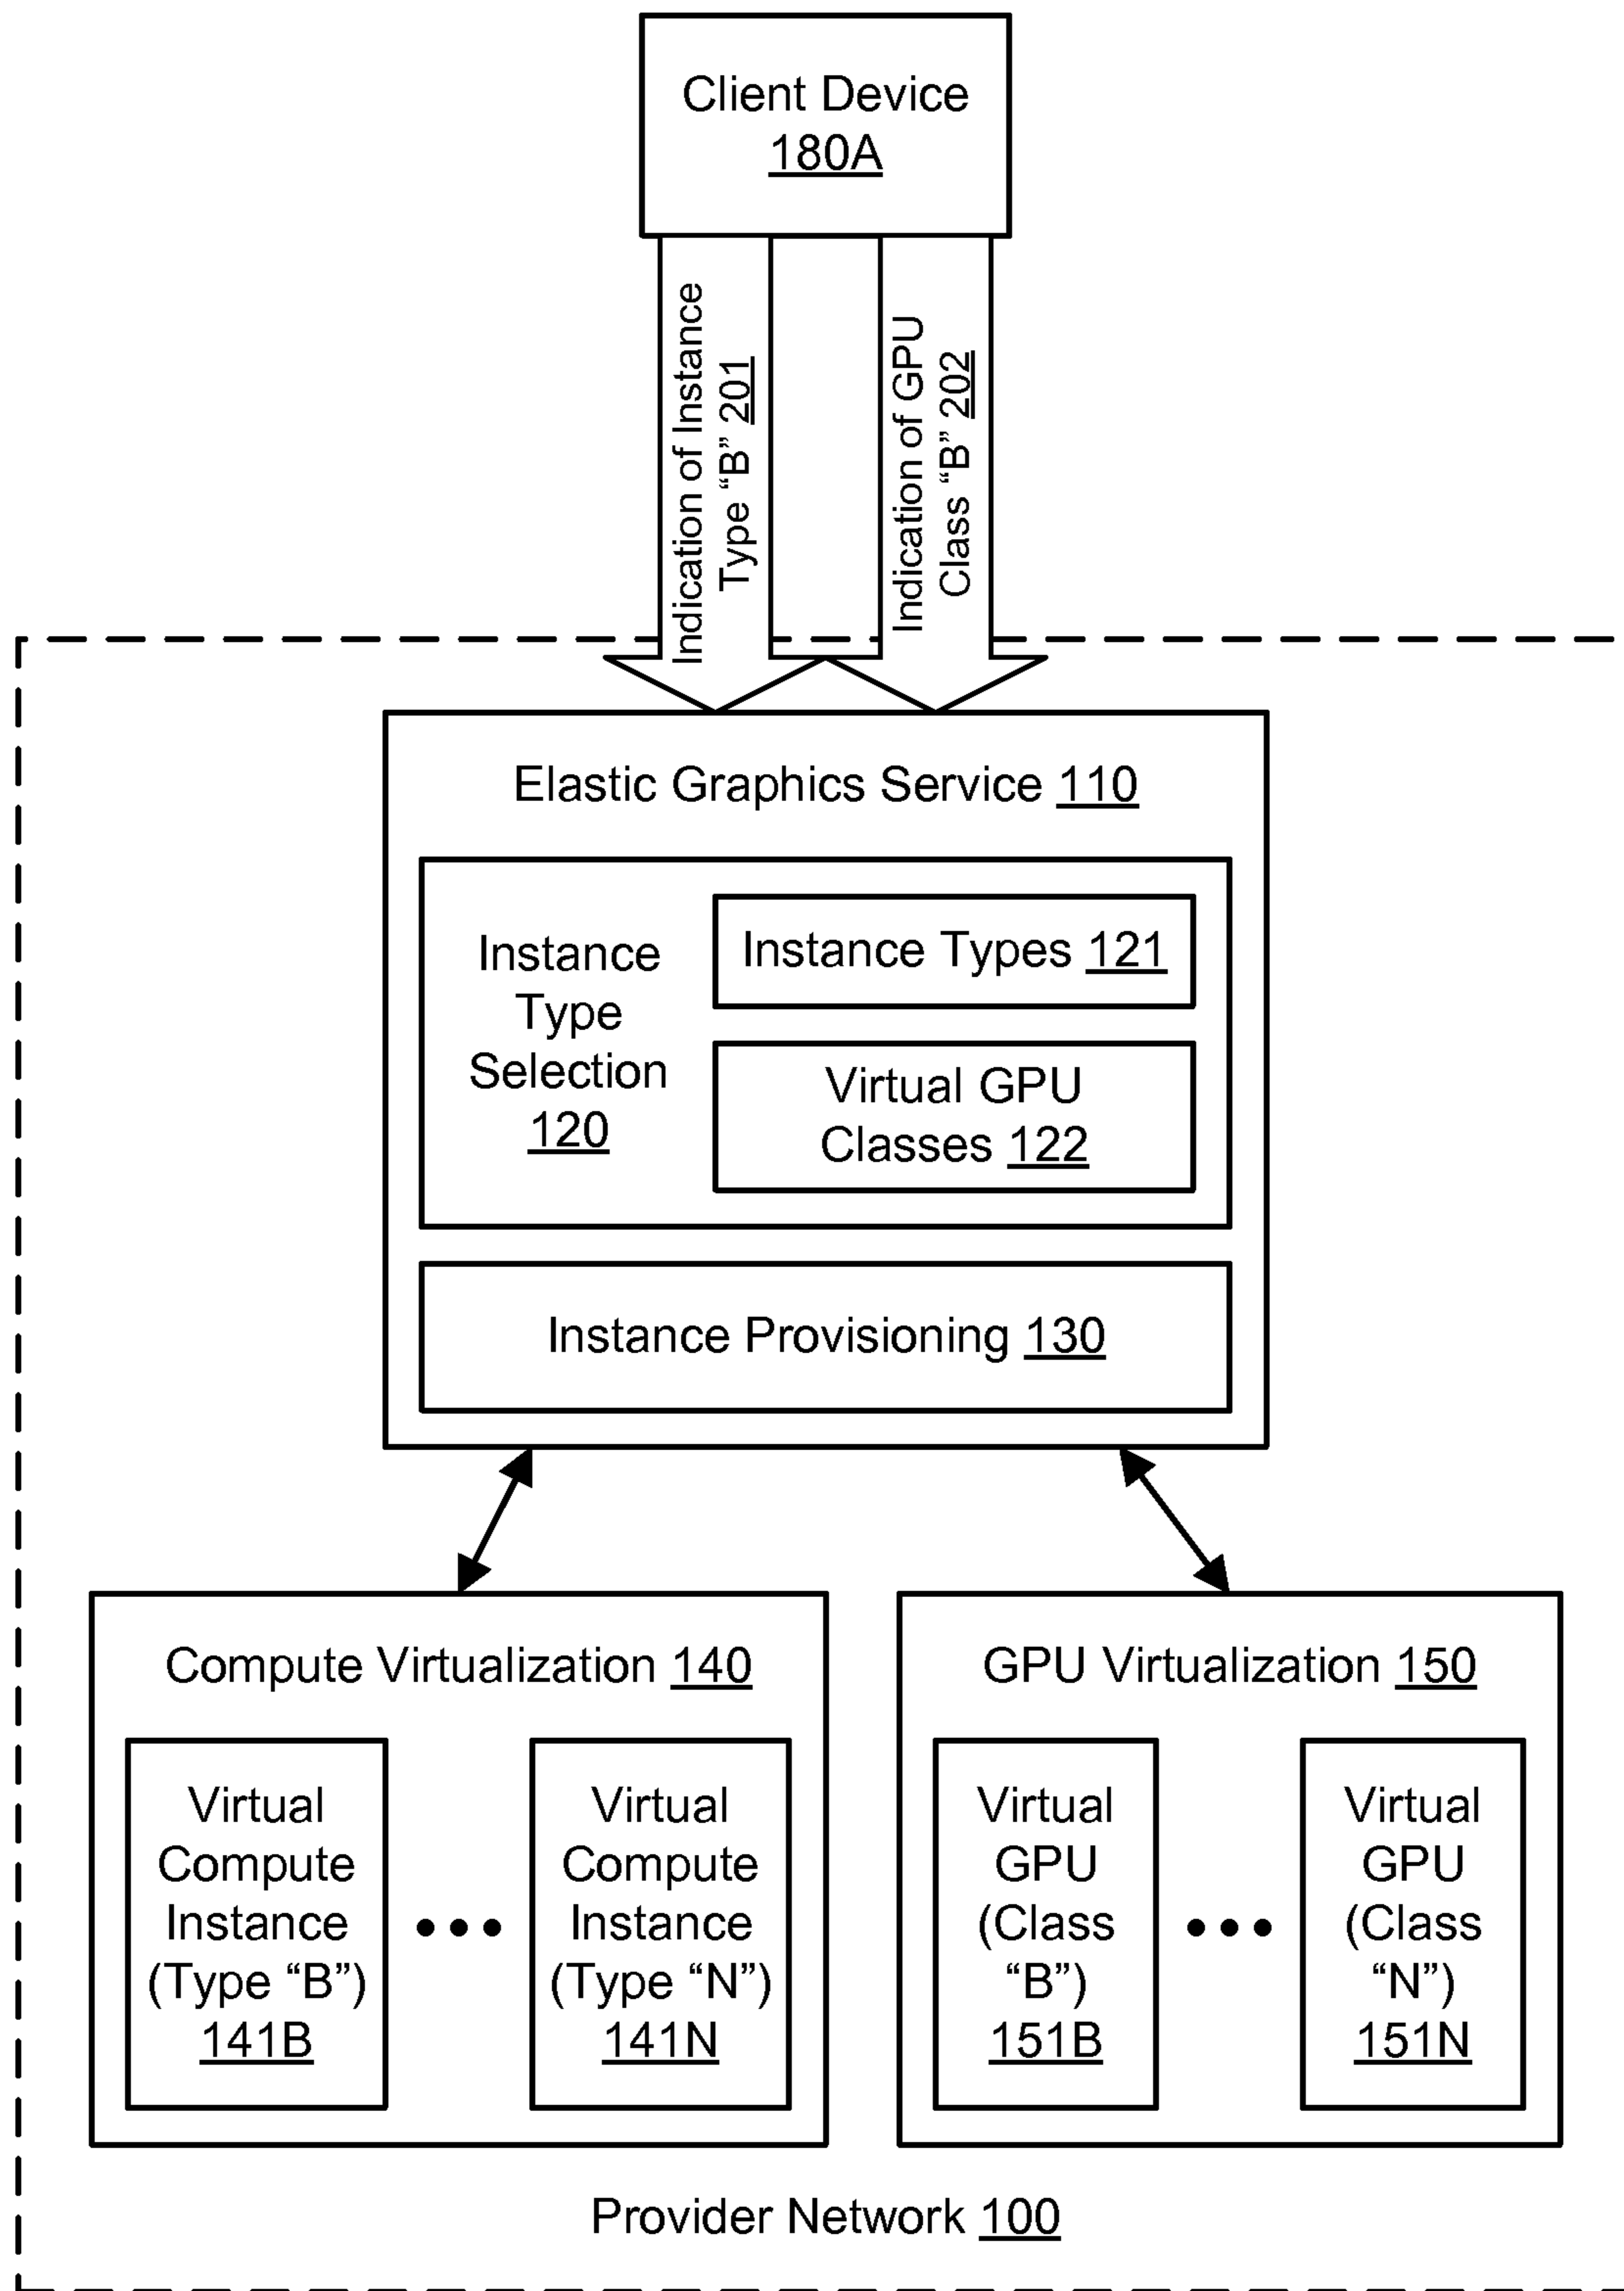 Client Device
180A
Indication of Instance
Type “B” 201
Indication of GPU
Class “B” 202
Elastic Graphics Service 110
Instance
Type
Selection
120
Instance Types 121
Virtual GPU
Classes 122
Instance Provisioning 130
Compute Virtualization 140
Virtual
Compute
Instance
(Type “B”)
141B
Virtual
Compute
Instance
(Type “N”)
141N
GPU Virtualization 150
Virtual
GPU
(Class
“B”)
151B
Virtual
GPU
(Class
“N”)
151N
Provider Network 100